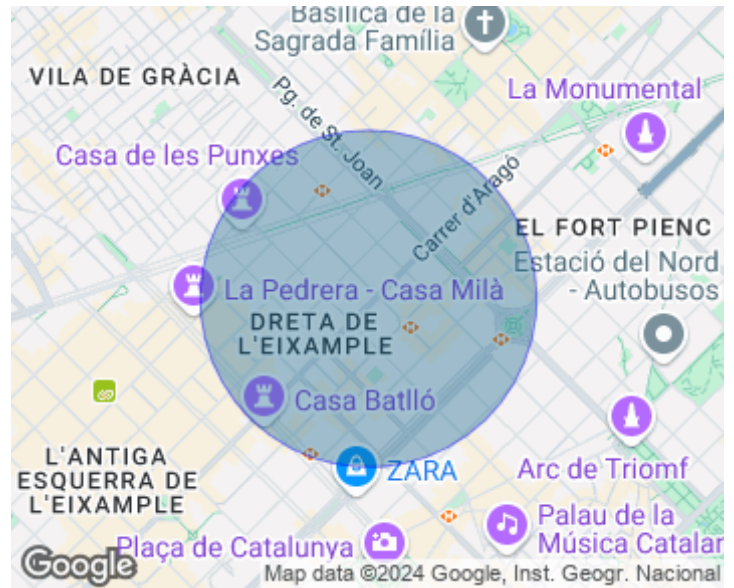 Basílica de la
Sagrada Família
VILA DE GRÀCIA
La Monumental
Pg. de St. Joan
Casa de les Punxes
Carrer d'Aragó
EL FORT PIENC
Estació del Nord
- Autobusos
La Pedrera - Casa Milà
DRETA DE
L'EIXAMPLE
Casa Batlló
L'ANTIGA
ESQUERRA DE
L'EIXAMPLE
ZARA
Arc de Triomf
Palau de la
Música Catalan
Plaça de Catalunya
Google
Map data ©2024 Google, Inst. Geogr. Nacional